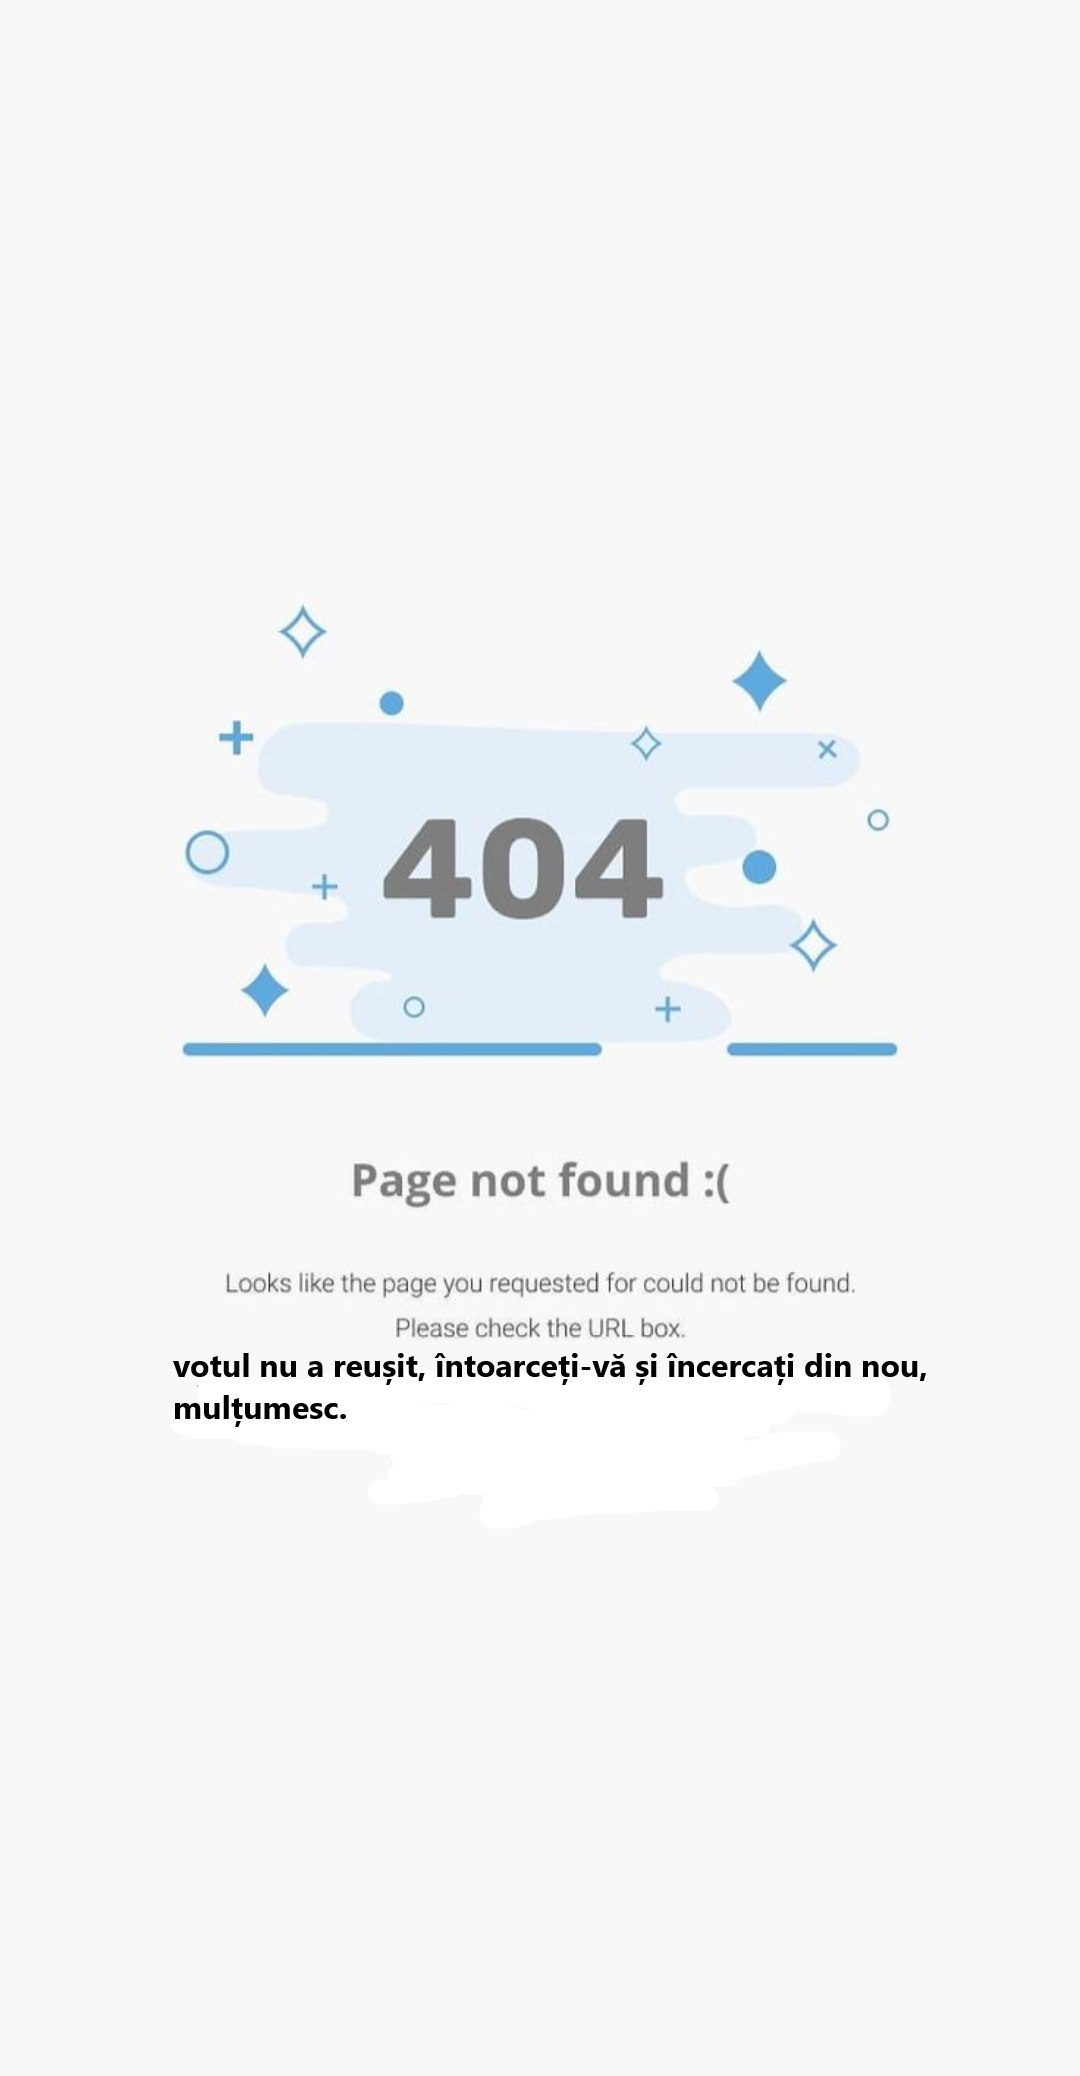 404
Page not found :(
Looks like the page you requested for could not be found.
Please check the URL box.
votul nu a reușit, întoarceți-vă și încercați din nou,
mulțumesc.